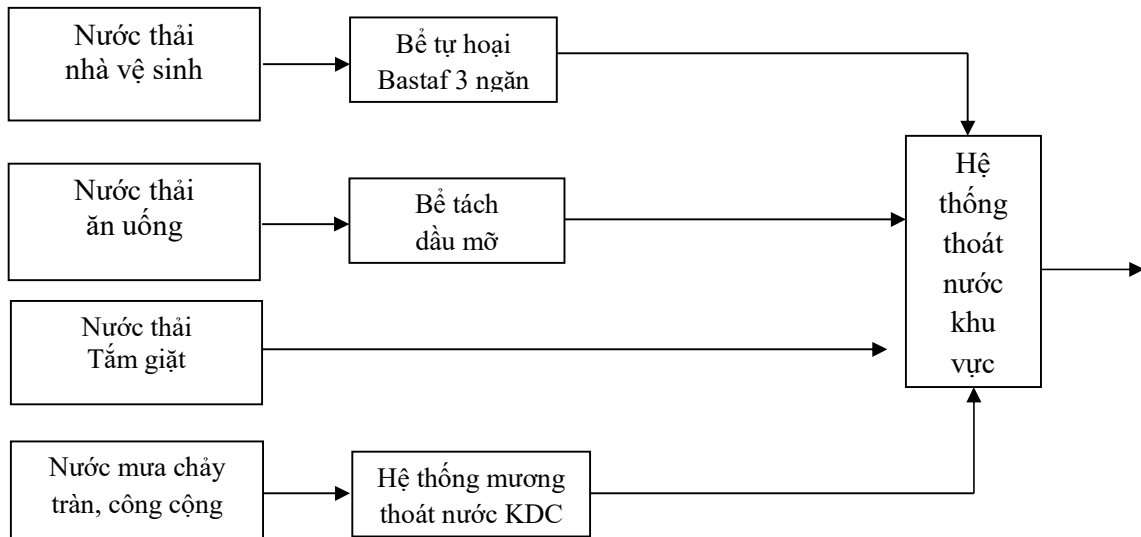 Nước thải
nhà vệ sinh
Bể tự hoại
Bastaf 3 ngăn
Nước thải
ăn uống
Bể tách
dầu mỡ
Nước thải
Tắm giặt
Nước mưa chảy
tràn, công cộng
Hệ thống mương
thoát nước KDC
Hệ
thống
thoát
nước
khu
vực